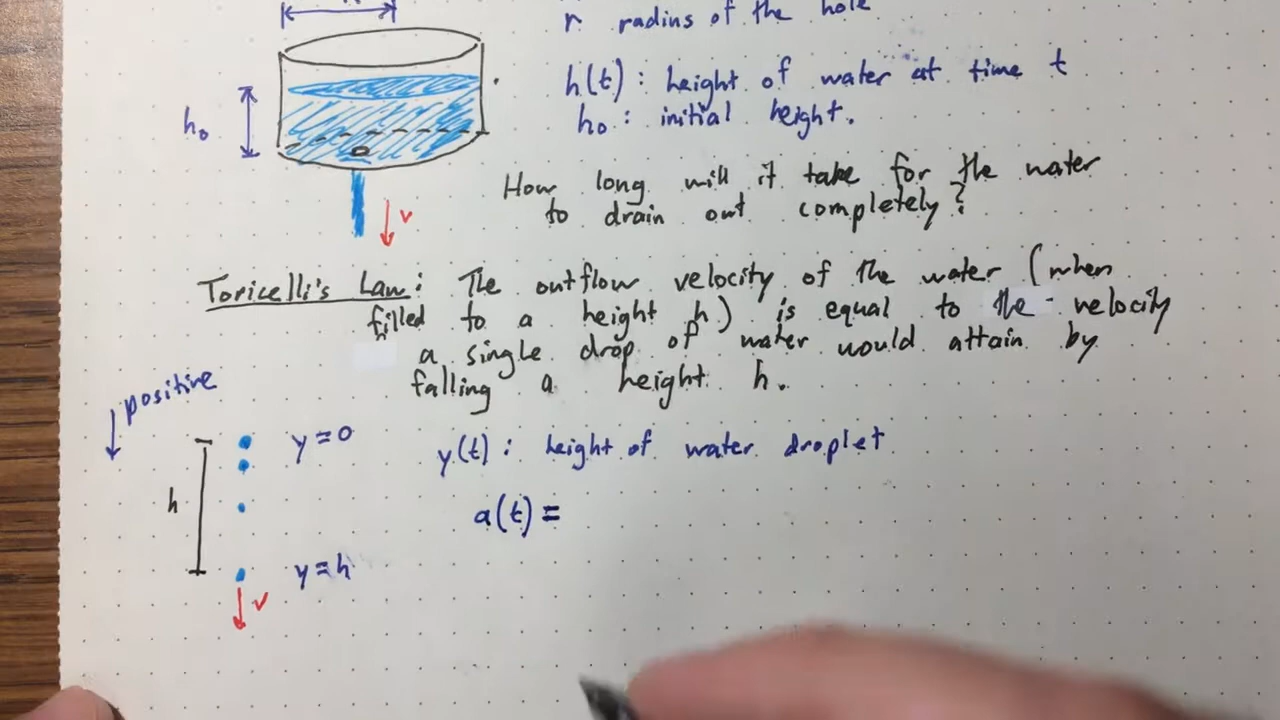 r radius of the hole
h(t) : height of water at time t
h₀ : initial height.
h₀
How long will it take for the water
to drain out completely?
v
Toricelli's Law: The outflow velocity of the water (when
filled to a height h) is equal to the velocity
a single drop of water would attain by
falling a height h.
positive
y=0
y(t) : height of water droplet
h
a(t) =
y=h
v